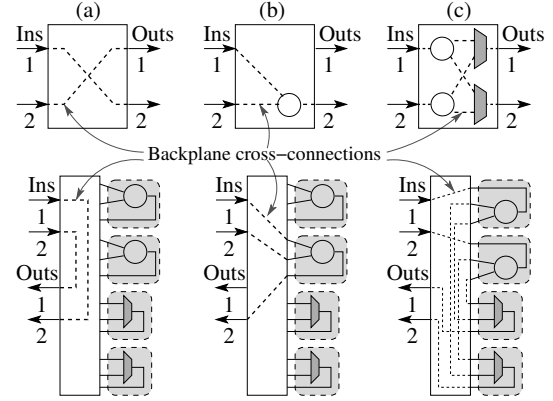 (a) (b) (c)
Ins Outs Ins Outs Ins Outs
1 1 1 1 1 1
2 2 2 2 2 2
Backplane cross-connections
Ins Ins Ins
1 1 1
2 2 2
Outs Outs Outs
1 1 1
2 2 2